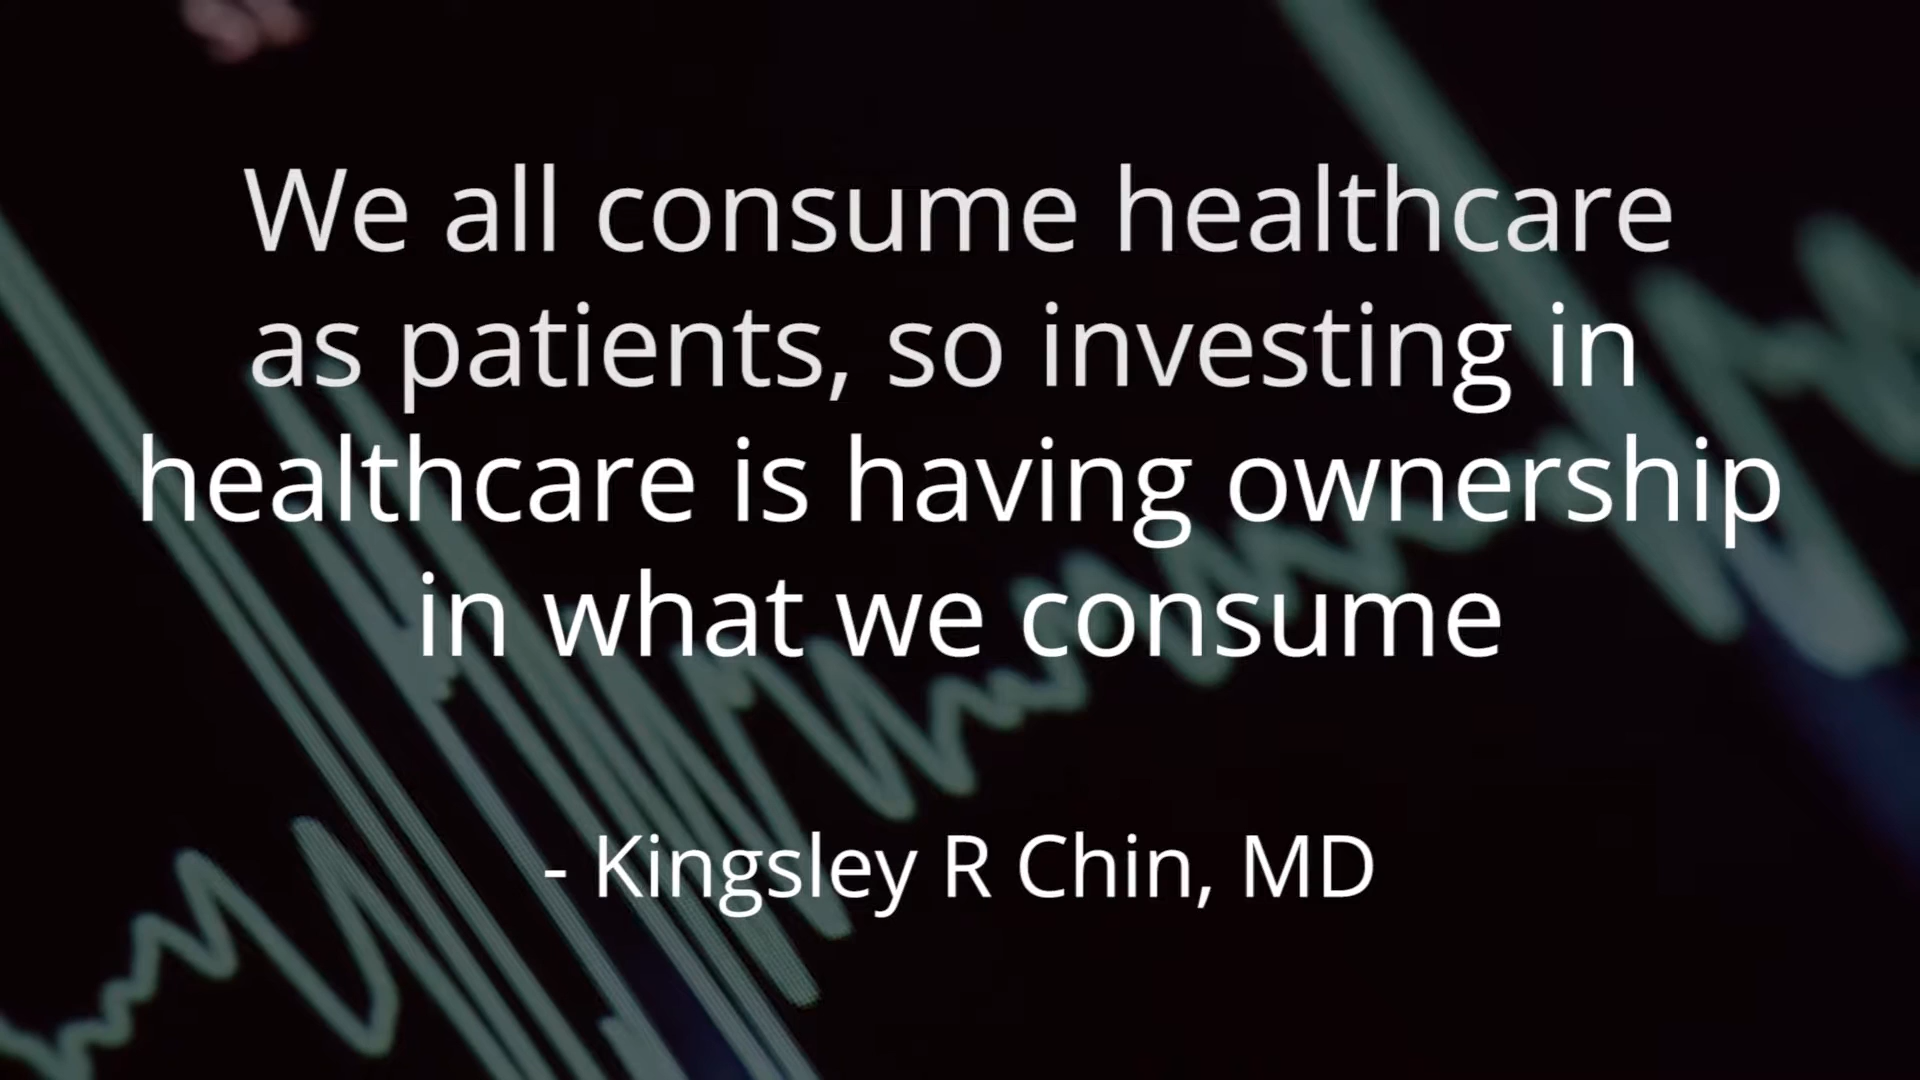 We all consume healthcare
as patients, so investing in
healthcare is having ownership
in what we consume
- Kingsley R Chin, MD